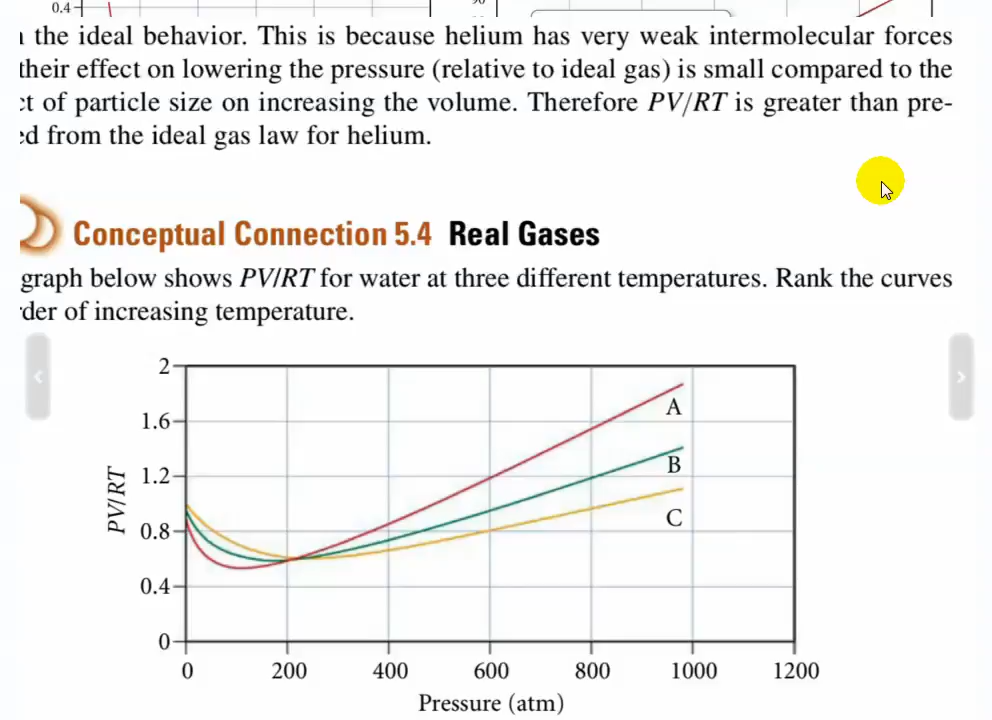 0.4
the ideal behavior. This is because helium has very weak intermolecular forces
their effect on lowering the pressure (relative to ideal gas) is small compared to the
ct of particle size on increasing the volume. Therefore PV/RT is greater than pre-
ed from the ideal gas law for helium.
Conceptual Connection 5.4 Real Gases
graph below shows PV/RT for water at three different temperatures. Rank the curves
der of increasing temperature.
2
1.6
1.2
0.8
0.4
0
PV/RT
A
B
C
0 200 400 600 800 1000 1200
Pressure (atm)